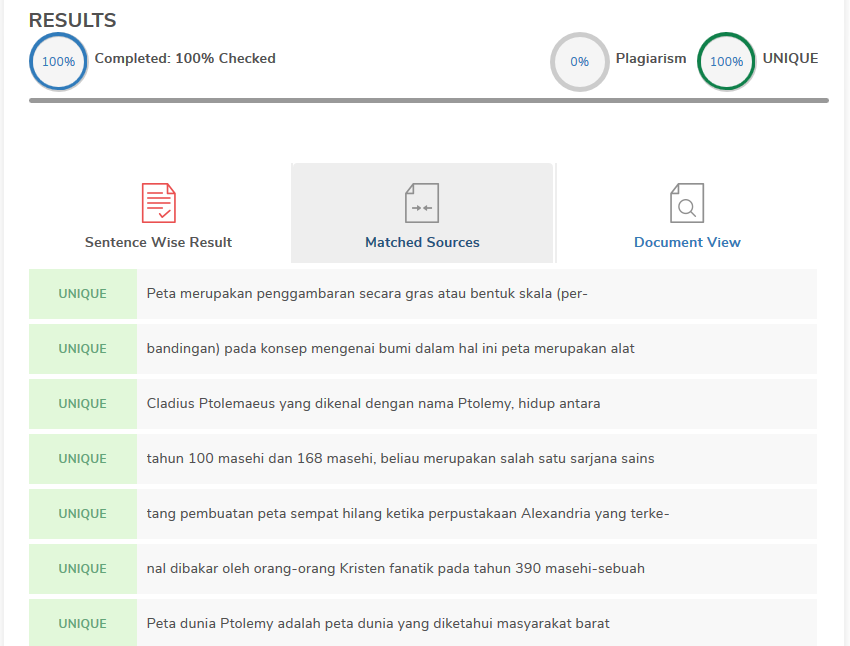 RESULTS
100% Completed: 100% Checked
0% Plagiarism 100% UNIQUE
Sentence Wise Result
Matched Sources
Document View
UNIQUE Peta merupakan penggambaran secara gras atau bentuk skala (per-
UNIQUE bandingan) pada konsep mengenai bumi dalam hal ini peta merupakan alat
UNIQUE Cladius Ptolemaeus yang dikenal dengan nama Ptolemy, hidup antara
UNIQUE tahun 100 masehi dan 168 masehi, beliau merupakan salah satu sarjana sains
UNIQUE tang pembuatan peta sempat hilang ketika perpustakaan Alexandria yang terke-
UNIQUE nal dibakar oleh orang-orang Kristen fanatik pada tahun 390 masehi-sebuah
UNIQUE Peta dunia Ptolemy adalah peta dunia yang diketahui masyarakat barat